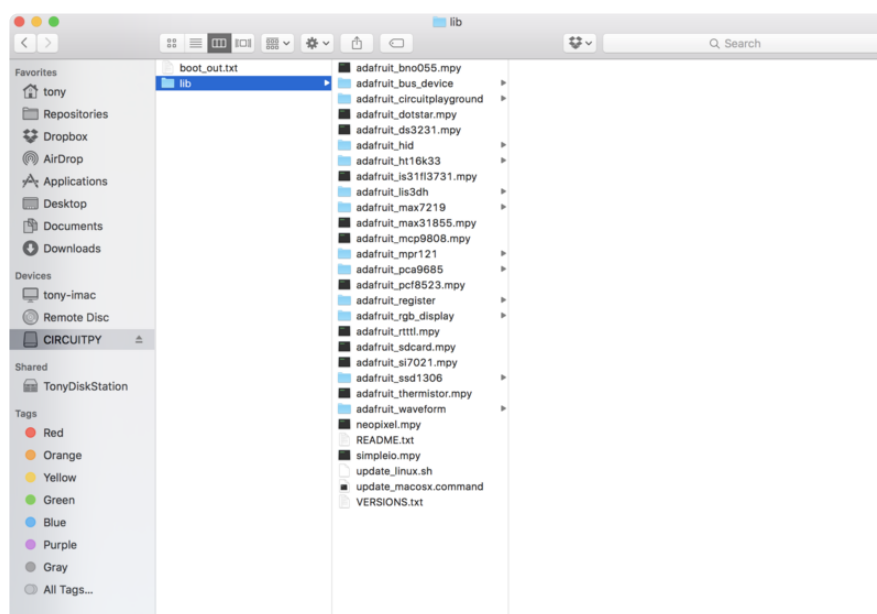 lib
Search
Favorites
tony
Repositories
Dropbox
AirDrop
Applications
Desktop
Documents
Downloads
Devices
tony-imac
Remote Disc
CIRCUITPY
Shared
TonyDiskStation
Tags
Red
Orange
Yellow
Green
Blue
Purple
Gray
All Tags...
boot_out.txt
lib
adafruit_bno055.mpy
adafruit_bus_device
adafruit_circuitplayground
adafruit_dotstar.mpy
adafruit_ds3231.mpy
adafruit_hid
adafruit_ht16k33
adafruit_is31fl3731.mpy
adafruit_lis3dh
adafruit_max7219
adafruit_max31855.mpy
adafruit_mcp9808.mpy
adafruit_mpr121
adafruit_pca9685
adafruit_pcf8523.mpy
adafruit_register
adafruit_rgb_display
adafruit_rtttl.mpy
adafruit_sdcard.mpy
adafruit_si7021.mpy
adafruit_ssd1306
adafruit_thermistor.mpy
adafruit_waveform
neopixel.mpy
README.txt
simpleio.mpy
update_linux.sh
update_macosx.command
VERSIONS.txt